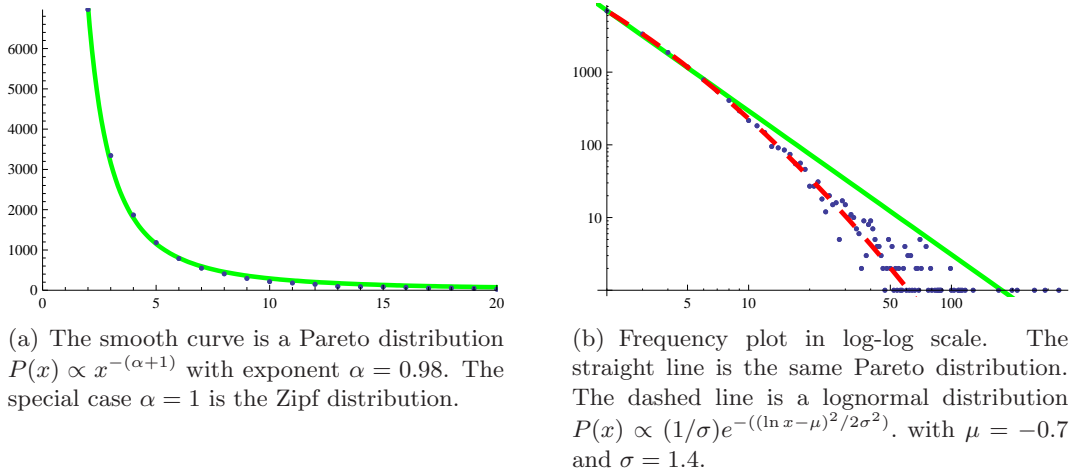 6000
5000
4000
3000
2000
1000
0
0 5 10 15 20
(a) The smooth curve is a Pareto distribution
P(x) ∝ x^{-(α+1)} with exponent α = 0.98. The
special case α = 1 is the Zipf distribution.
1000
100
10
5 10 50 100
(b) Frequency plot in log-log scale. The
straight line is the same Pareto distribution.
The dashed line is a lognormal distribution
P(x) ∝ (1/σ)e^{-((ln x−μ)^2/2σ^2)}. with μ = −0.7
and σ = 1.4.